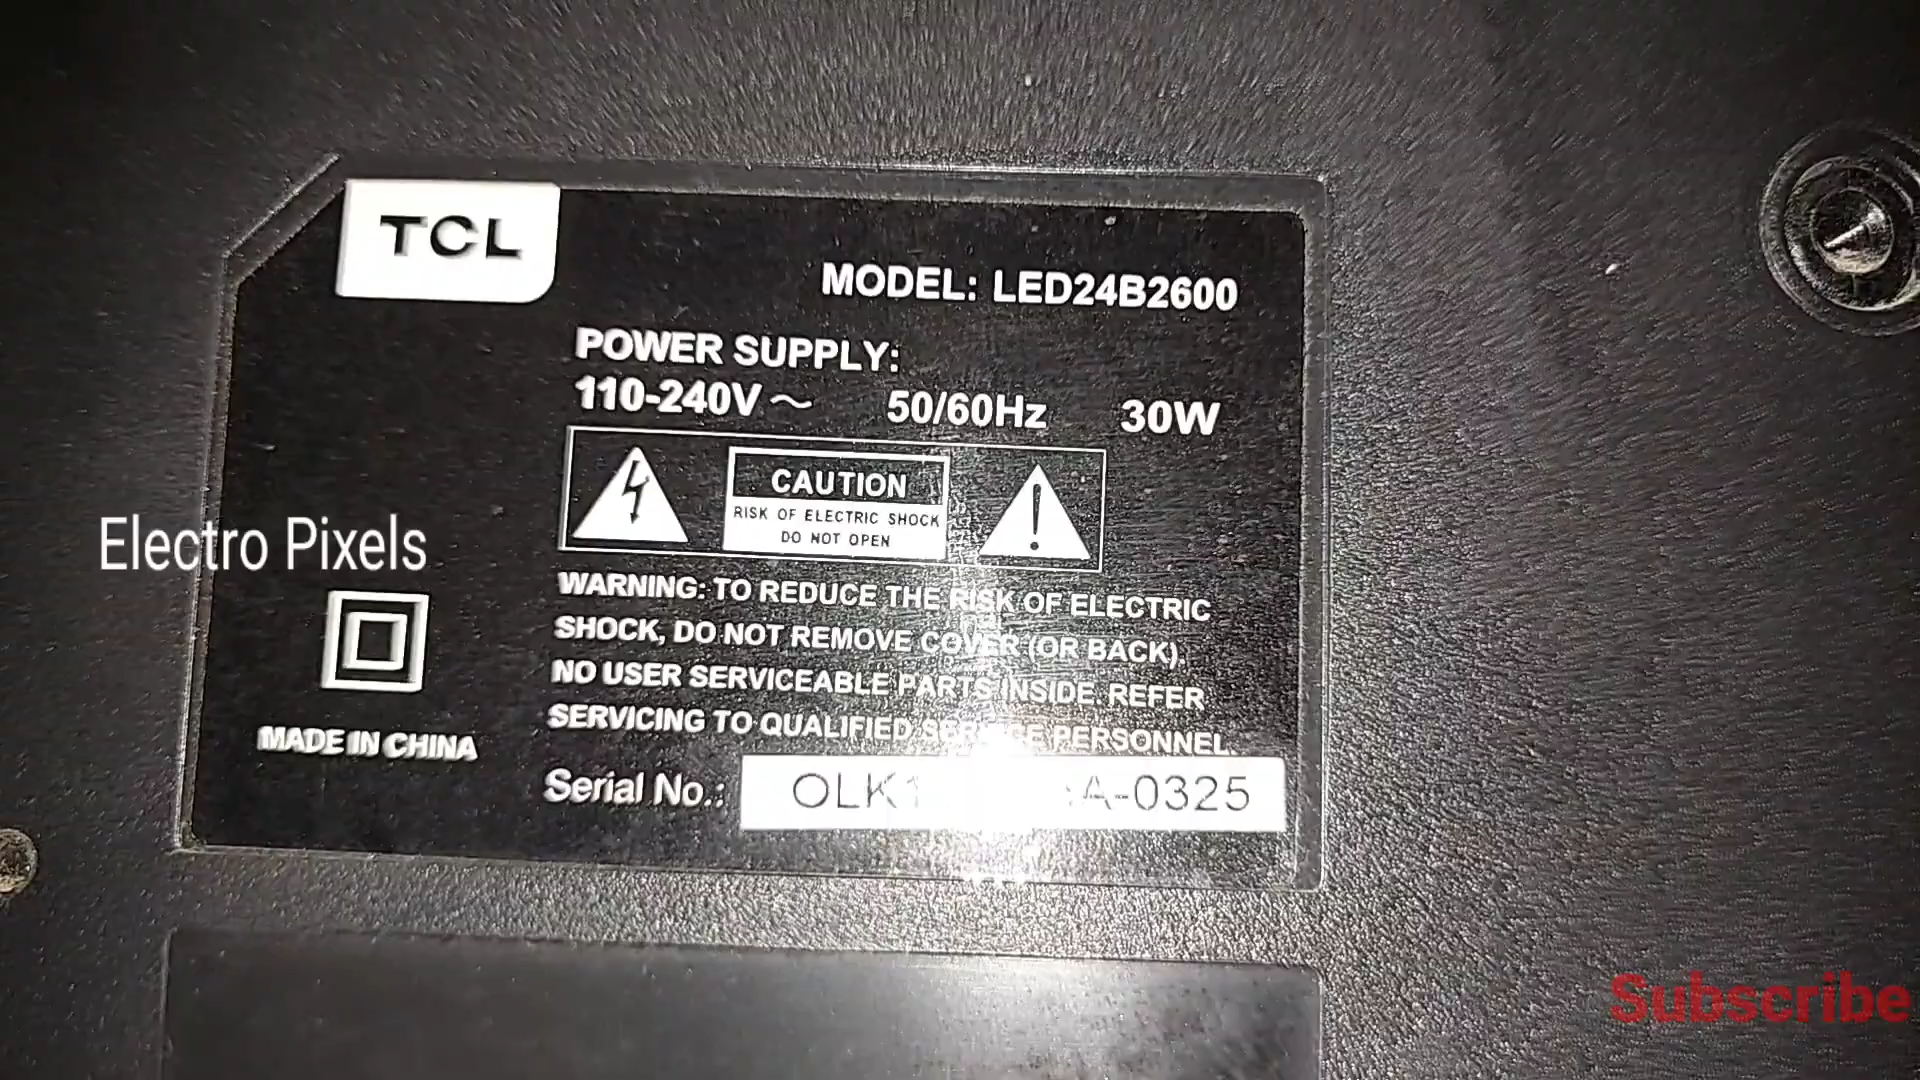 TCL
MODEL: LED24B2600
POWER SUPPLY:
110-240V～ 50/60Hz 30W
CAUTION
RISK OF ELECTRIC SHOCK
DO NOT OPEN
Electro Pixels
WARNING: TO REDUCE THE RISK OF ELECTRIC
SHOCK, DO NOT REMOVE COVER (OR BACK).
NO USER SERVICEABLE PARTS INSIDE. REFER
SERVICING TO QUALIFIED SERVICE PERSONNEL.
MADE IN CHINA
Serial No.: OLK1 A-0325
Subscribe